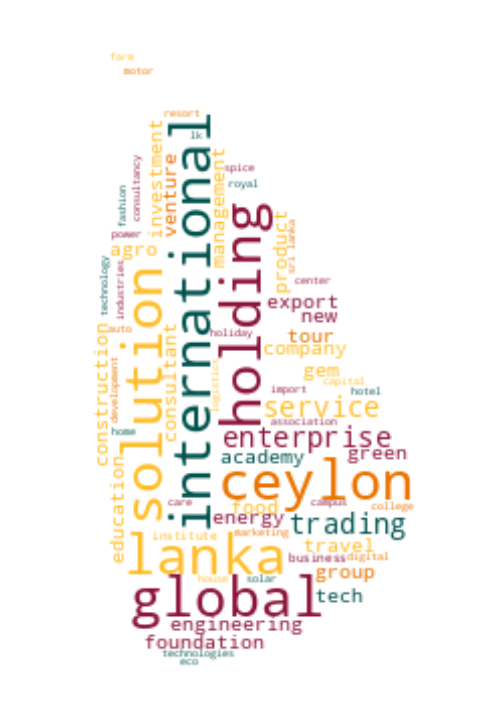 farm
motor
resort
lk
international
investment
venture
management
spice
royal
consultancy
fashion
holding
product
sri lanka
power
agro
technology
industries
center
solution
export
new
auto
construction
consultant
holiday
tour
company
development
logistics
gem
capital
import
hotel
service
association
home
enterprise
academy
green
education
ceylon
care
food
campus
college
energy
trading
institute
marketing
lanka
travel
business
digital
house
solar
group
global
tech
engineering
foundation
technologies
eco